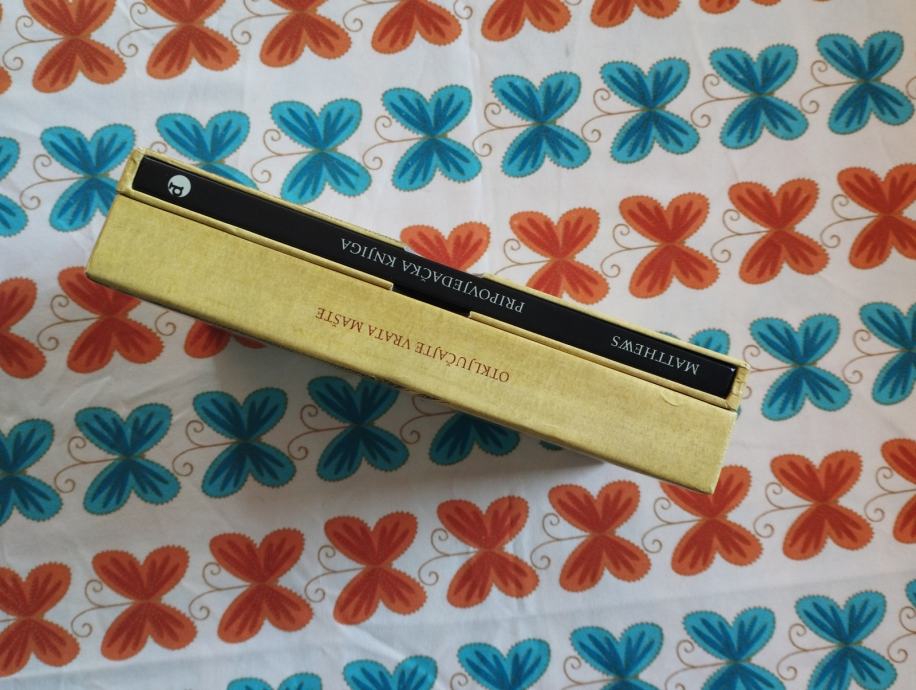 MATTHEWS PRIPOVJEDAČKA KNJIGA
OTKLJUČAJTE VRATA MAŠTE